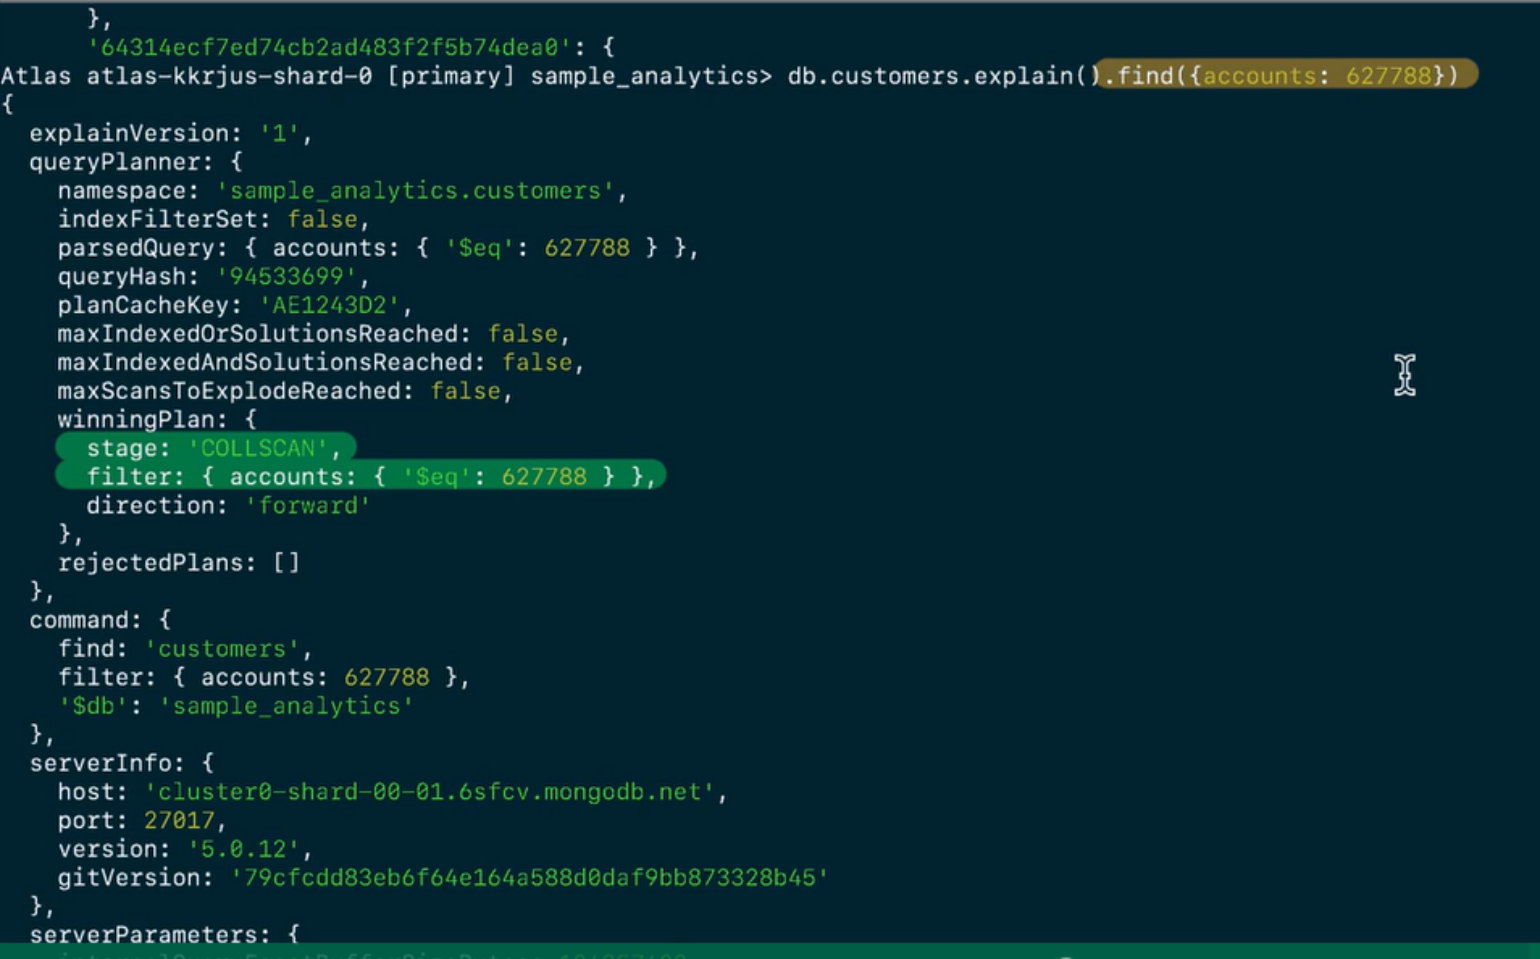 },
'64314ecf7ed74cb2ad483f2f5b74dea0': {
Atlas atlas-kkrjus-shard-0 [primary] sample_analytics> db.customers.explain().find({accounts: 627788})
{
explainVersion: '1',
queryPlanner: {
namespace: 'sample_analytics.customers',
indexFilterSet: false,
parsedQuery: { accounts: { '$eq': 627788 } },
queryHash: '94533699',
planCacheKey: 'AE1243D2',
maxIndexedOrSolutionsReached: false,
maxIndexedAndSolutionsReached: false,
maxScansToExplodeReached: false,
winningPlan: {
stage: 'COLLSCAN',
filter: { accounts: { '$eq': 627788 } },
direction: 'forward'
},
rejectedPlans: []
},
command: {
find: 'customers',
filter: { accounts: 627788 },
'$db': 'sample_analytics'
},
serverInfo: {
host: 'cluster0-shard-00-01.6sfcv.mongodb.net',
port: 27017,
version: '5.0.12',
gitVersion: '79cfcdd83eb6f64e164a588d0daf9bb873328b45'
},
serverParameters: {